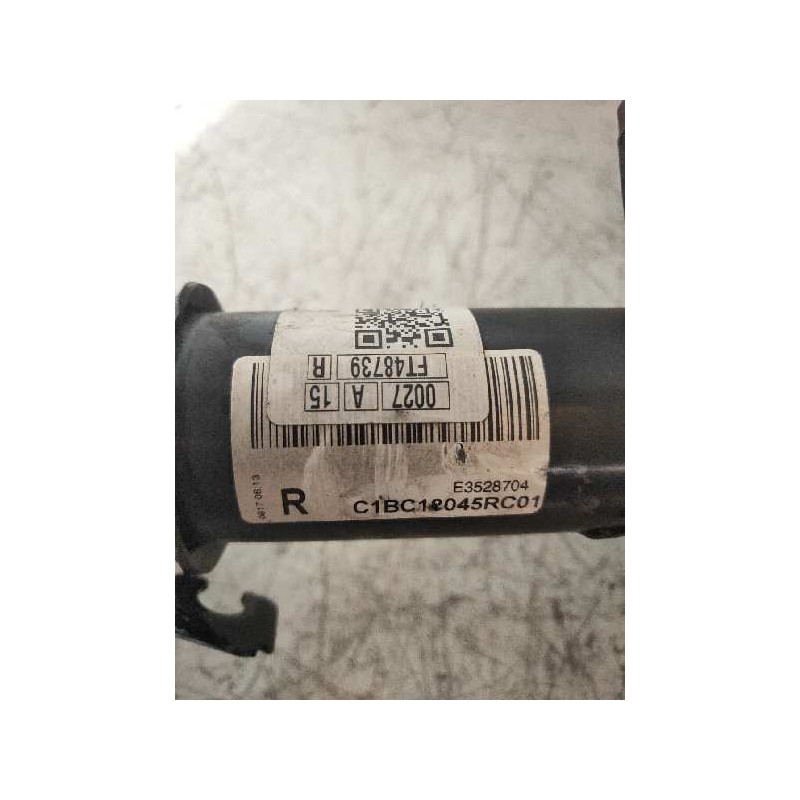 FT48739 R
0027 A 15
E3528704
R C1BC18045RC01